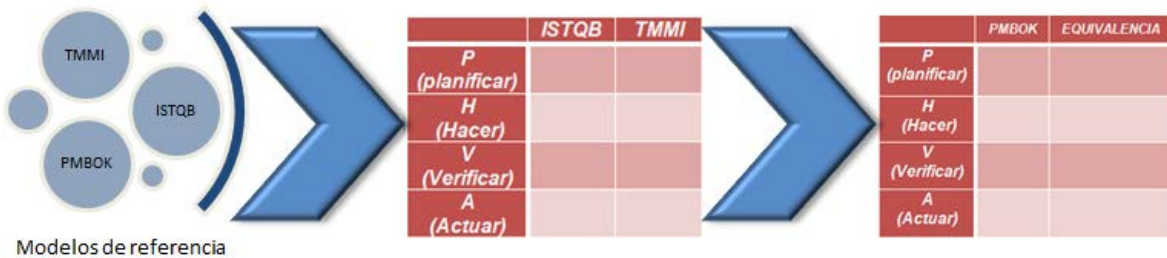 TMMI
ISTQB
PMBOK
Modelos de referencia
ISTQB TMMI
P
(planificar)
H
(Hacer)
V
(Verificar)
A
(Actuar)
PMBOK EQUIVALENCIA
P
(planificar)
H
(Hacer)
V
(Verificar)
A
(Actuar)